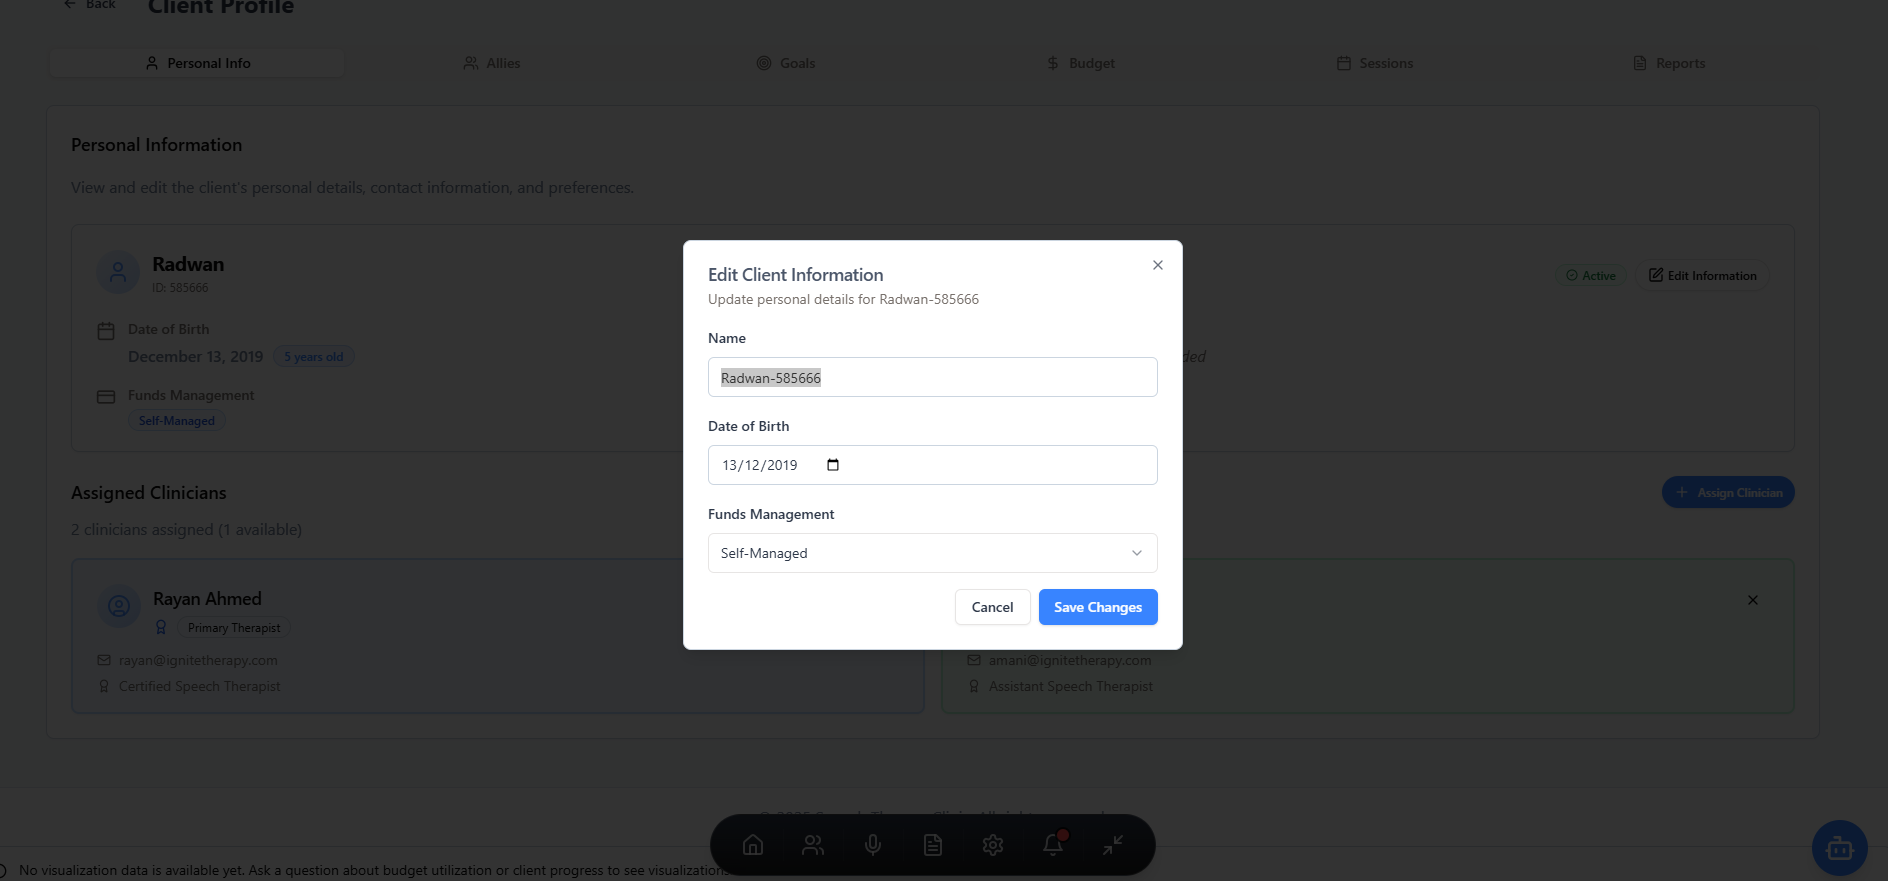 Back
Client Profile
Personal Info
Allies
Goals
Budget
Sessions
Reports
Personal Information
View and edit the client's personal details, contact information, and preferences.
Radwan
ID: 585666
Active
Edit Information
Date of Birth
December 13, 2019
5 years old
Funds Management
Self-Managed
Edit Client Information
Update personal details for Radwan-585666
Name
Radwan-585666
Date of Birth
13/12/2019
Funds Management
Self-Managed
Cancel
Save Changes
Assigned Clinicians
Assign Clinician
2 clinicians assigned (1 available)
Rayan Ahmed
Primary Therapist
rayan@ignitetherapy.com
Certified Speech Therapist
amani@ignitetherapy.com
Assistant Speech Therapist
No visualization data is available yet. Ask a question about budget utilization or client progress to see visualizations